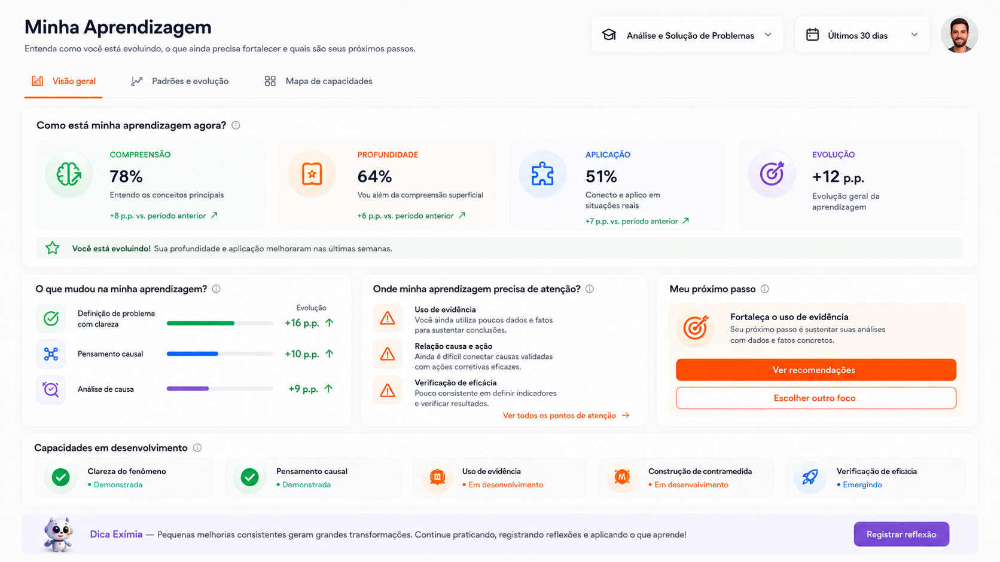 Minha Aprendizagem
Entenda como você está evoluindo, o que ainda precisa fortalecer e quais são seus próximos passos.
Análise e Solução de Problemas
Últimos 30 dias
Visão geral
Padrões e evolução
Mapa de capacidades
Como está minha aprendizagem agora?
COMPREENSÃO
78%
Entendo os conceitos principais
+8 p.p. vs. período anterior
PROFUNDIDADE
64%
Vou além da compreensão superficial
+6 p.p. vs. período anterior
APLICAÇÃO
51%
Conecto e aplico em
situações reais
+7 p.p. vs. período anterior
EVOLUÇÃO
+12 p.p.
Evolução geral da
aprendizagem
Você está evoluindo! Sua profundidade e aplicação melhoraram nas últimas semanas.
O que mudou na minha aprendizagem?
Evolução
Definição de problema
com clareza
+16 p.p.
Pensamento causal
+10 p.p.
Análise de causa
+9 p.p.
Onde minha aprendizagem precisa de atenção?
Uso de evidência
Você ainda utiliza poucos dados e fatos
para sustentar conclusões.
Relação causa e ação
Ainda é difícil conectar causas validadas
com ações corretivas eficazes.
Verificação de eficácia
Pouco consistente em definir indicadores
e verificar resultados.
Ver todos os pontos de atenção
Meu próximo passo
Fortaleça o uso de evidência
Seu próximo passo é sustentar suas análises
com dados e fatos concretos.
Ver recomendações
Escolher outro foco
Capacidades em desenvolvimento
Clareza do fenômeno
• Demonstrada
Pensamento causal
• Demonstrada
Uso de evidência
• Em desenvolvimento
M
Construção de contramedida
• Em desenvolvimento
Verificação de eficácia
• Emergindo
Dica Exímia — Pequenas melhorias consistentes geram grandes transformações. Continue praticando, registrando reflexões e aplicando o que aprende!
Registrar reflexão